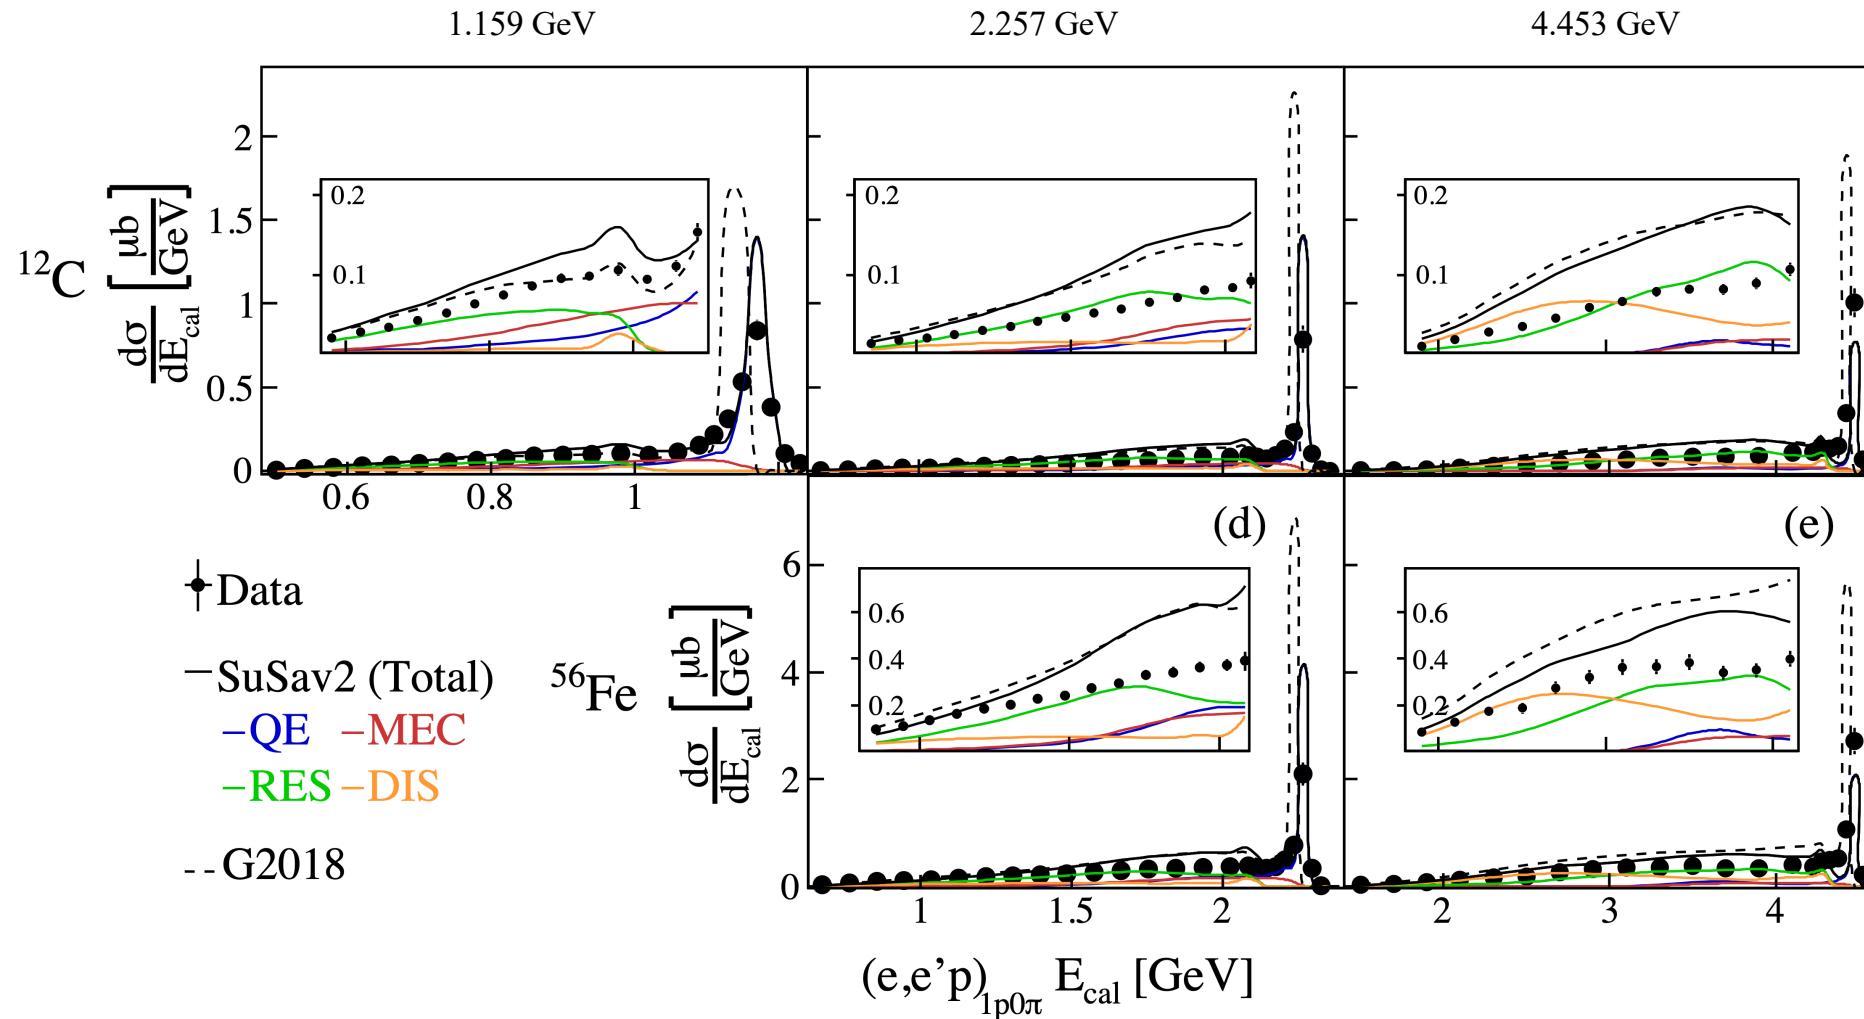 1.159 GeV 2.257 GeV 4.453 GeV
¹²C
dσ/dE_cal [μb/GeV]
2
1.5
1
0.5
0
0.2
0.1
0.2
0.1
0.2
0.1
0.6 0.8 1
(d) (e)
Data
SuSav2 (Total)
QE MEC
RES DIS
G2018
⁵⁶Fe
dσ/dE_cal [μb/GeV]
6
4
2
0
0.6
0.4
0.2
0.6
0.4
0.2
1 1.5 2 2 3 4
(e,e’p)_1p0π E_cal [GeV]